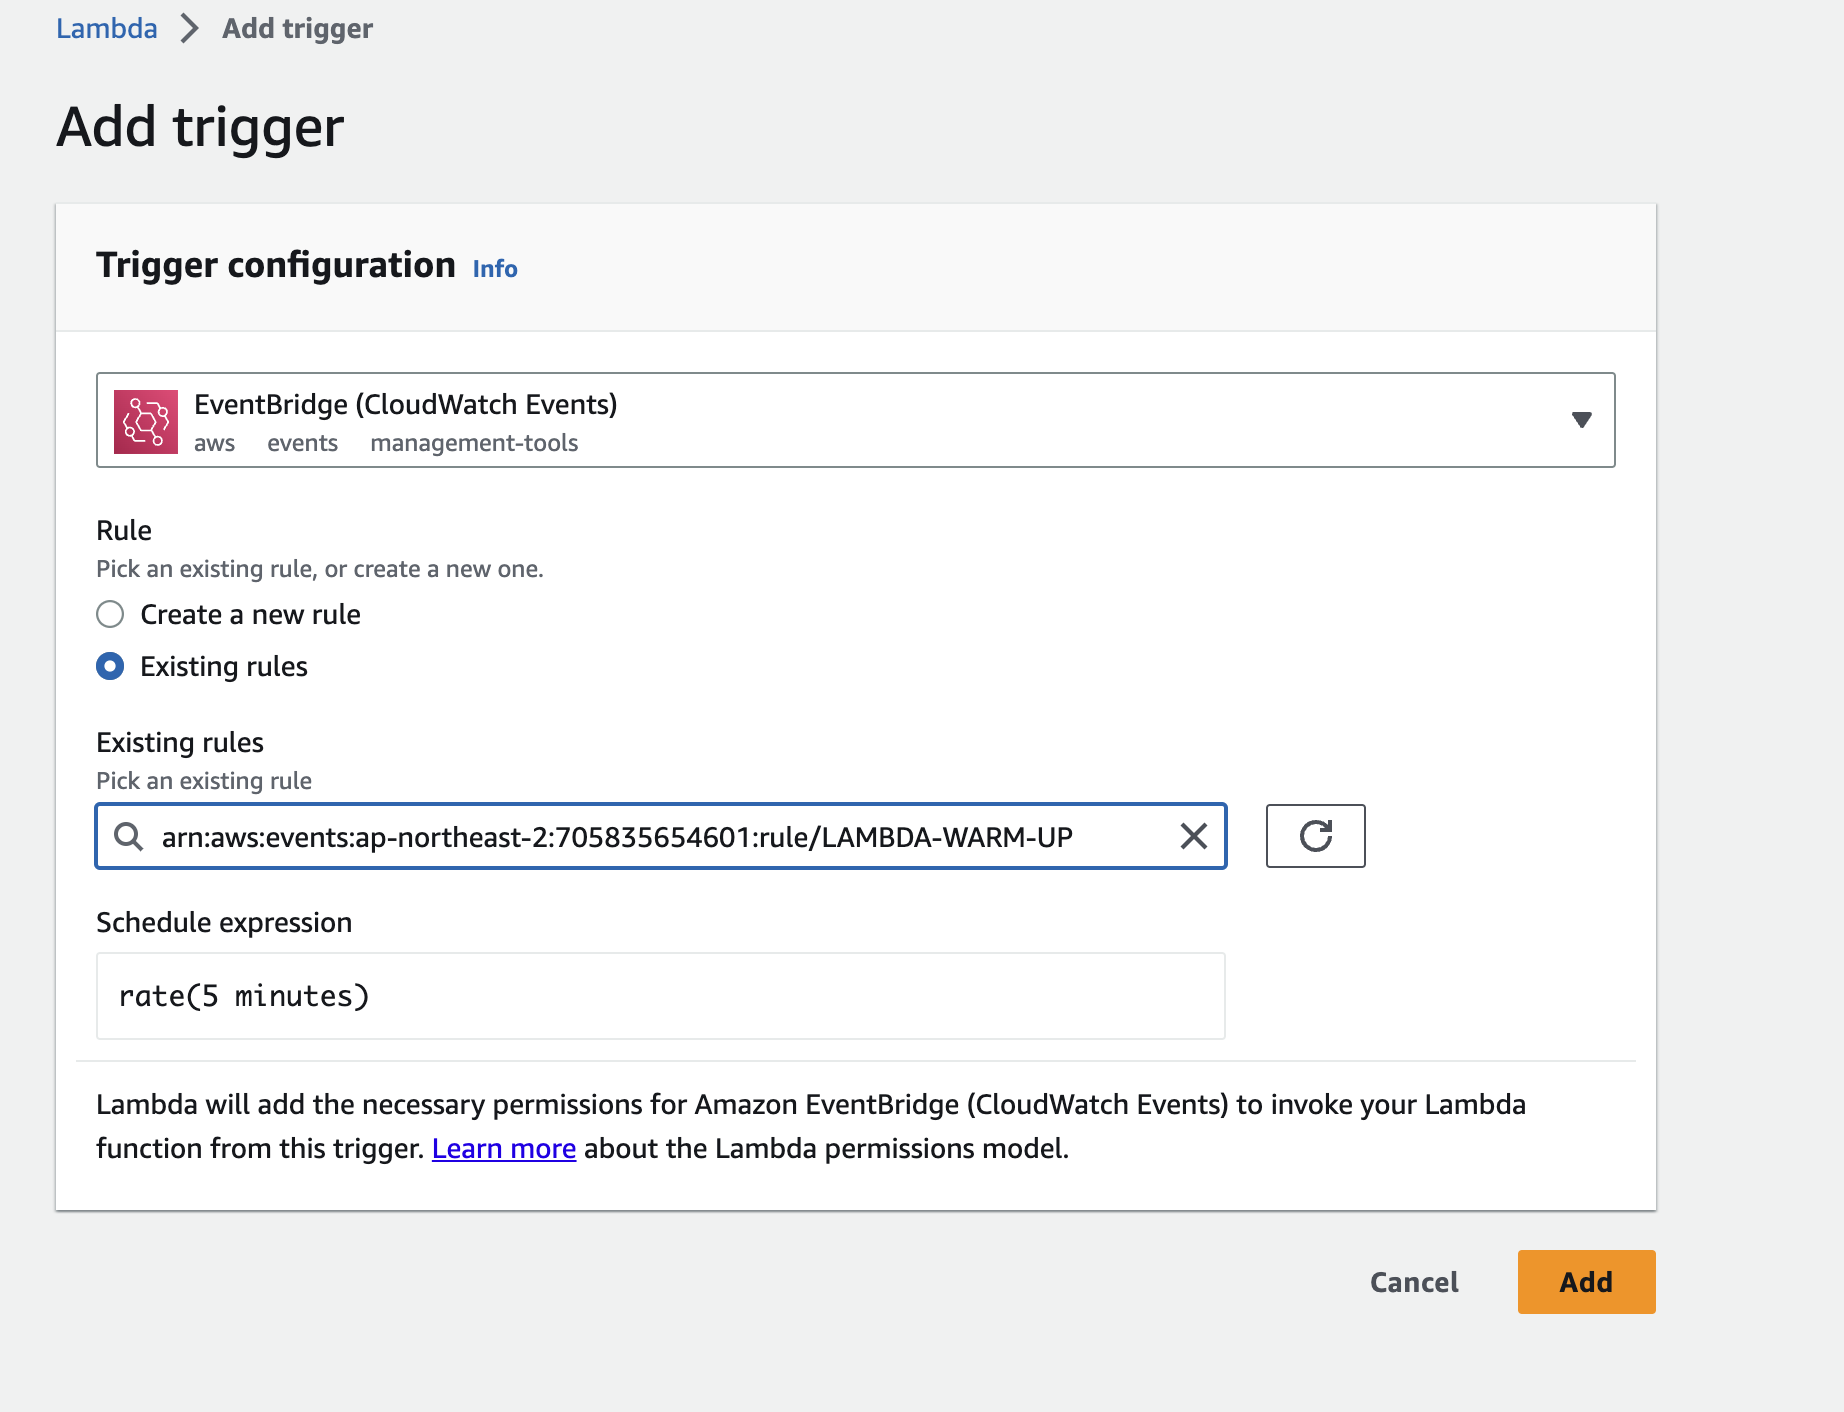 Lambda > Add trigger
Add trigger
Trigger configuration Info
EventBridge (CloudWatch Events)
aws events management-tools
Rule
Pick an existing rule, or create a new one.
Create a new rule
Existing rules
Existing rules
Pick an existing rule
arn:aws:events:ap-northeast-2:705835654601:rule/LAMBDA-WARM-UP
Schedule expression
rate(5 minutes)
Lambda will add the necessary permissions for Amazon EventBridge (CloudWatch Events) to invoke your Lambda
function from this trigger. Learn more about the Lambda permissions model.
Cancel Add